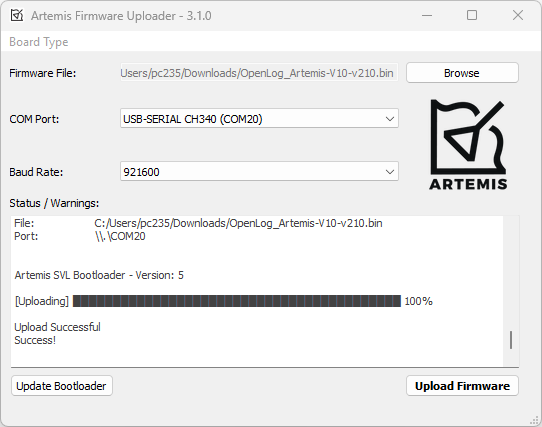 Artemis Firmware Uploader - 3.1.0
Board Type
Firmware File: Users/pc235/Downloads/OpenLog_Artemis-V10-v210.bin Browse
COM Port: USB-SERIAL CH340 (COM20)
ARTEMIS
Baud Rate: 921600
Status / Warnings:
File: C:/Users/pc235/Downloads/OpenLog_Artemis-V10-v210.bin
Port: \\.\COM20
Artemis SVL Bootloader - Version: 5
[Uploading] 100%
Upload Successful
Success!
Update Bootloader Upload Firmware